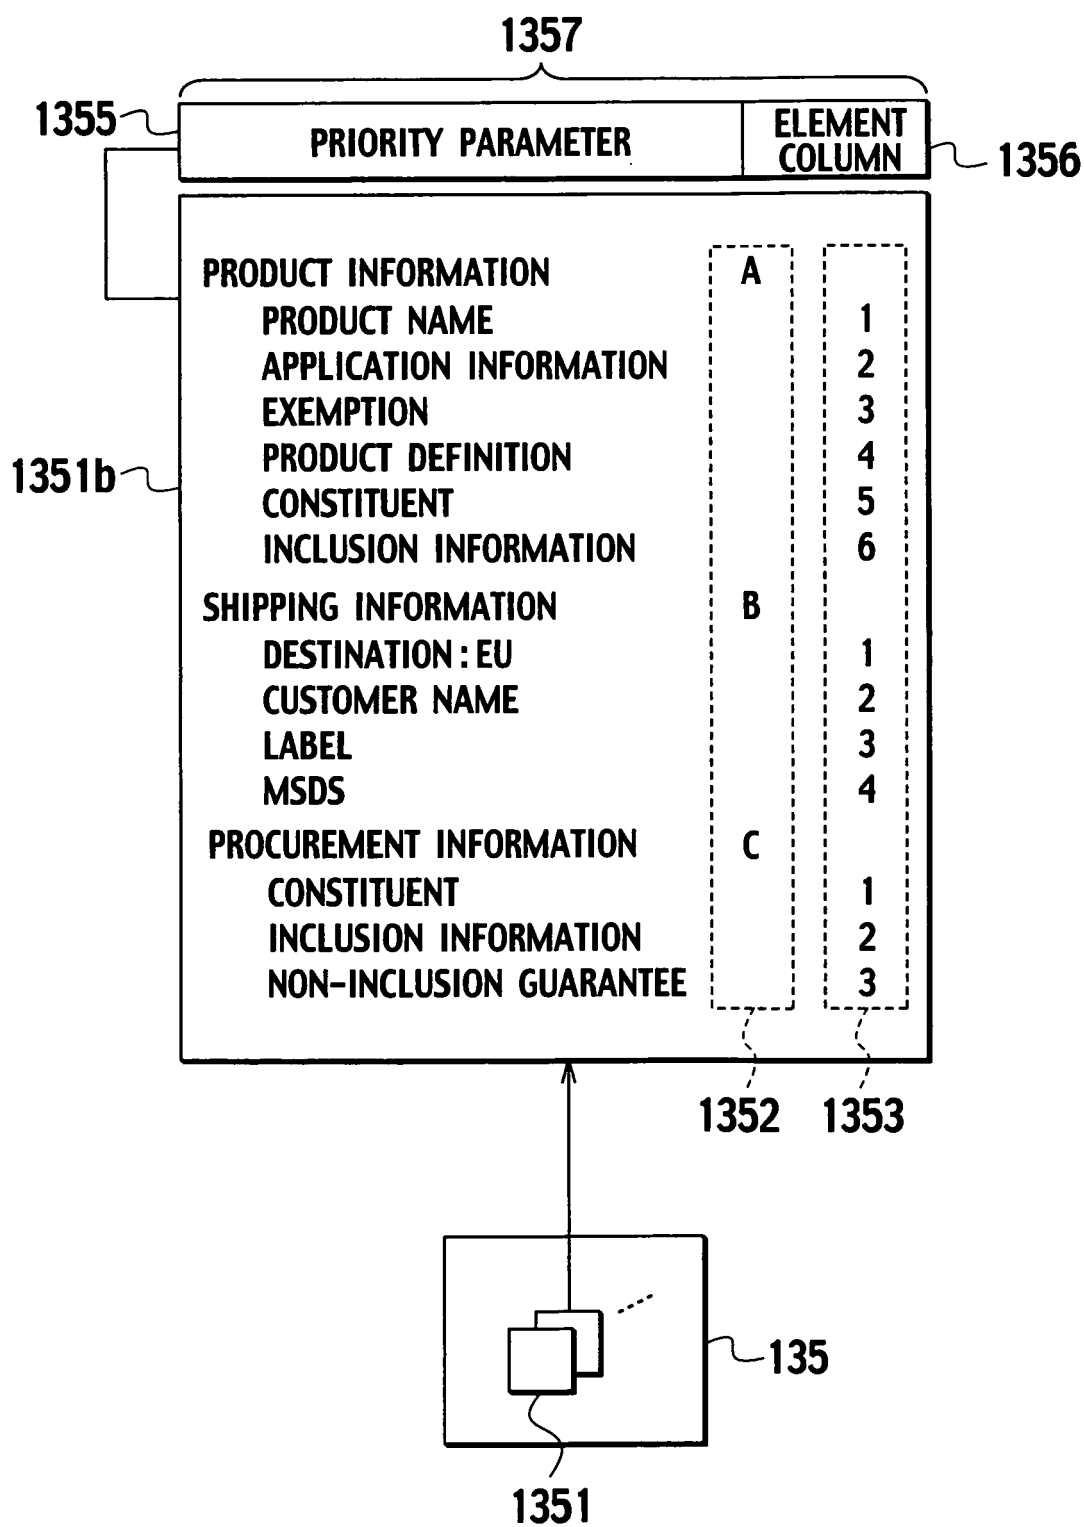 1357
1355
PRIORITY PARAMETER
ELEMENT
COLUMN
1356
PRODUCT INFORMATION A
PRODUCT NAME 1
APPLICATION INFORMATION 2
EXEMPTION 3
PRODUCT DEFINITION 4
1351b
CONSTITUENT 5
INCLUSION INFORMATION 6
SHIPPING INFORMATION B
DESTINATION : EU 1
CUSTOMER NAME 2
LABEL 3
MSDS 4
PROCUREMENT INFORMATION C
CONSTITUENT 1
INCLUSION INFORMATION 2
NON-INCLUSION GUARANTEE 3
1352 1353
135
1351